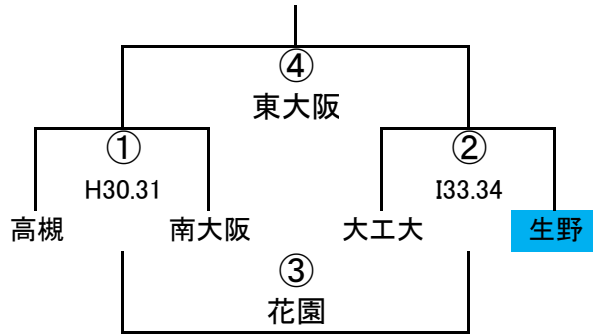 ④
東大阪
① ②
H30.31 I33.34
高槻 南大阪 大工大 生野
③
花園